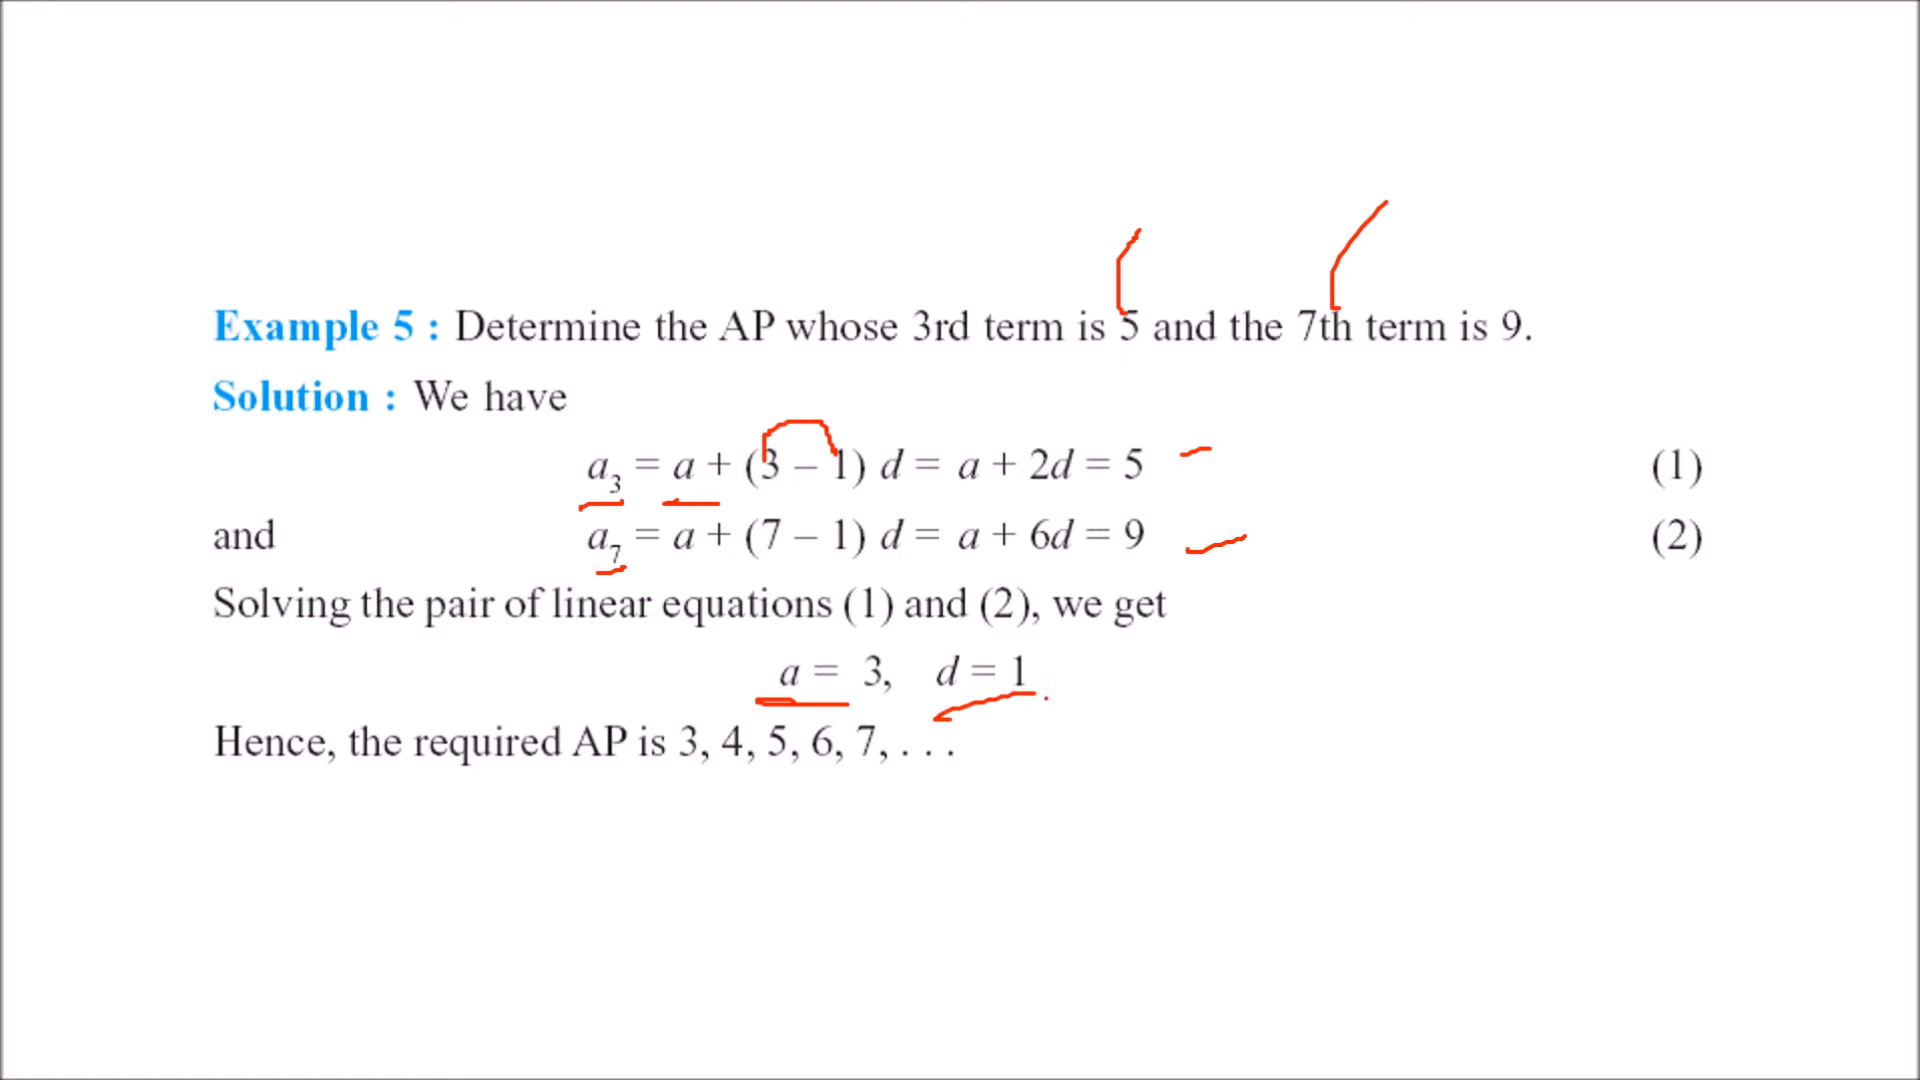 Example 5 : Determine the AP whose 3rd term is 5 and the 7th term is 9.
Solution : We have
a₃ = a + (3 – 1) d = a + 2d = 5 (1)
and a₇ = a + (7 – 1) d = a + 6d = 9 (2)
Solving the pair of linear equations (1) and (2), we get
a = 3, d = 1
Hence, the required AP is 3, 4, 5, 6, 7, . . .